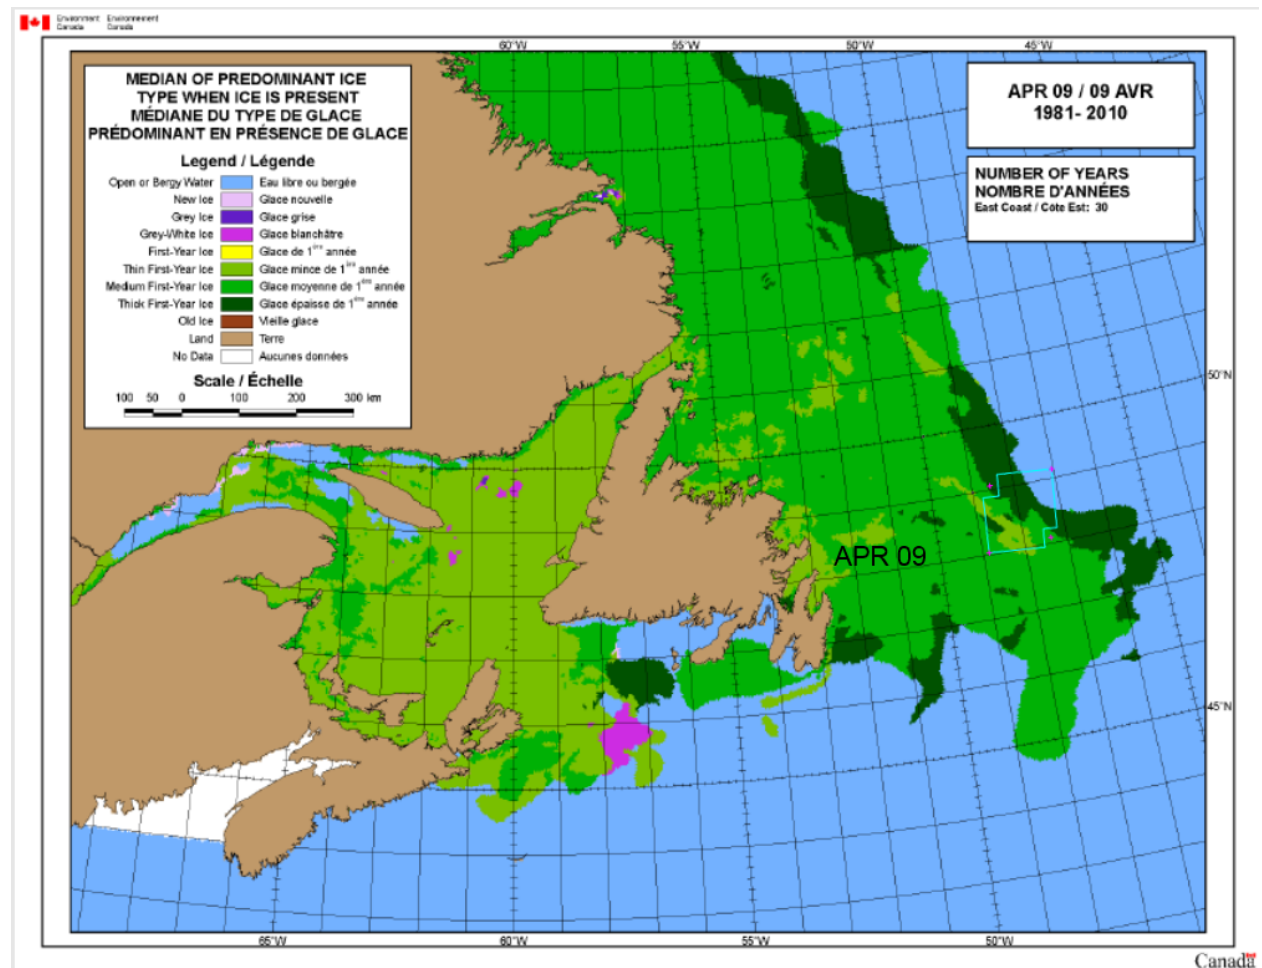 Environment Environnement
Canada Canada
60°W 55°W 50°W 45°W
MEDIAN OF PREDOMINANT ICE
TYPE WHEN ICE IS PRESENT
MÉDIANE DU TYPE DE GLACE
PRÉDOMINANT EN PRÉSENCE DE GLACE
Legend / Légende
Open or Bergy Water Eau libre ou bergée
New Ice Glace nouvelle
Grey Ice Glace grise
Grey-White Ice Glace blanchâtre
First-Year Ice Glace de 1ère année
Thin First-Year Ice Glace mince de 1ère année
Medium First-Year Ice Glace moyenne de 1ère année
Thick First-Year Ice Glace épaisse de 1ère année
Old Ice Vieille glace
Land Terre
No Data Aucunes données
Scale / Échelle
100 50 0 100 200 300 km
APR 09 / 09 AVR
1981- 2010
NUMBER OF YEARS
NOMBRE D'ANNÉES
East Coast / Côte Est: 30
50°N
APR 09
45°N
65°W 60°W 55°W 50°W
Canada